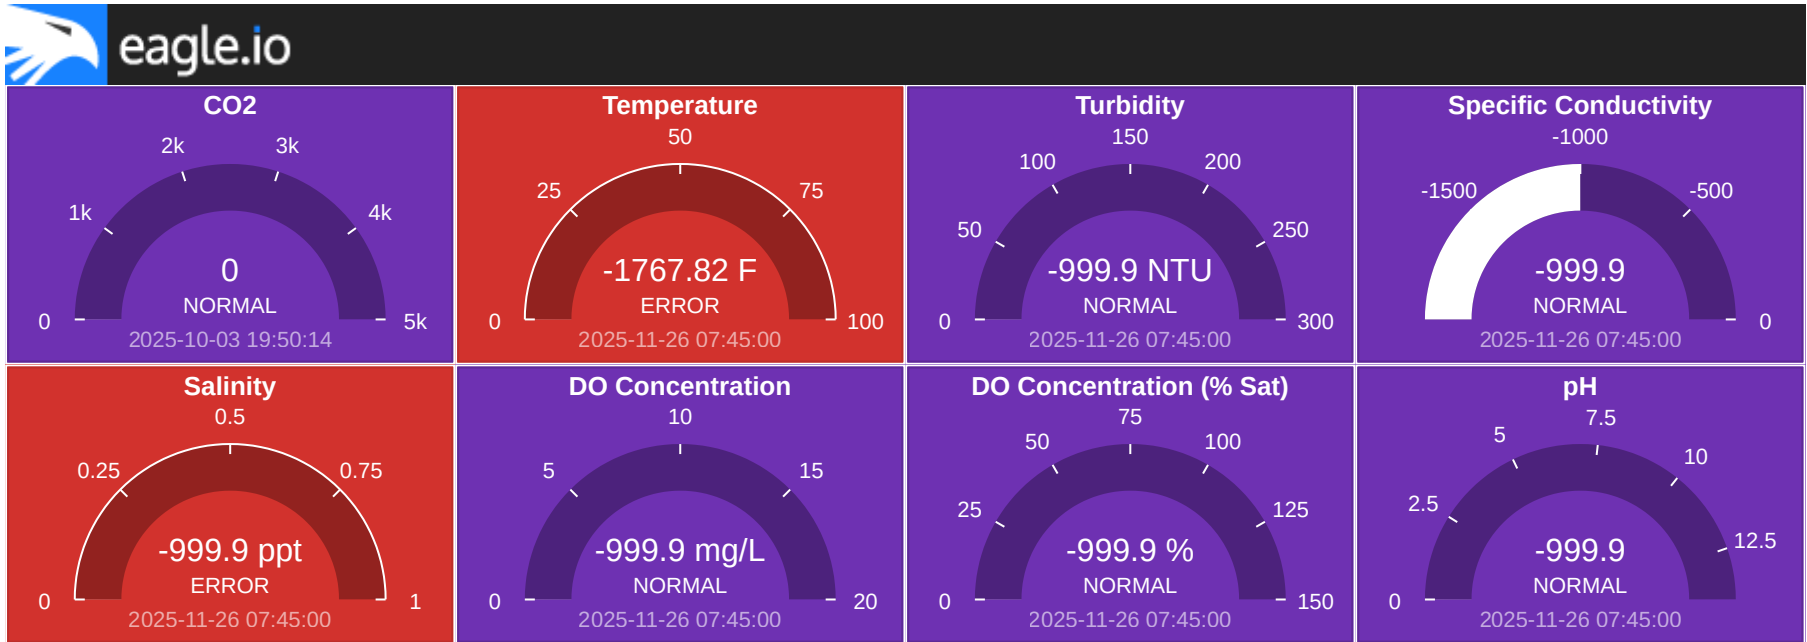 eagle.io
CO2
0
1k
2k
3k
4k
5k
0
NORMAL
2025-10-03 19:50:14
Temperature
0
25
50
75
100
-1767.82 F
ERROR
2025-11-26 07:45:00
Turbidity
0
50
100
150
200
250
300
-999.9 NTU
NORMAL
2025-11-26 07:45:00
Specific Conductivity
-1500
-1000
-500
0
-999.9
NORMAL
2025-11-26 07:45:00
Salinity
0
0.25
0.5
0.75
1
-999.9 ppt
ERROR
2025-11-26 07:45:00
DO Concentration
0
5
10
15
20
-999.9 mg/L
NORMAL
2025-11-26 07:45:00
DO Concentration (% Sat)
0
25
50
75
100
125
150
-999.9 %
NORMAL
2025-11-26 07:45:00
pH
0
2.5
5
7.5
10
12.5
-999.9
NORMAL
2025-11-26 07:45:00